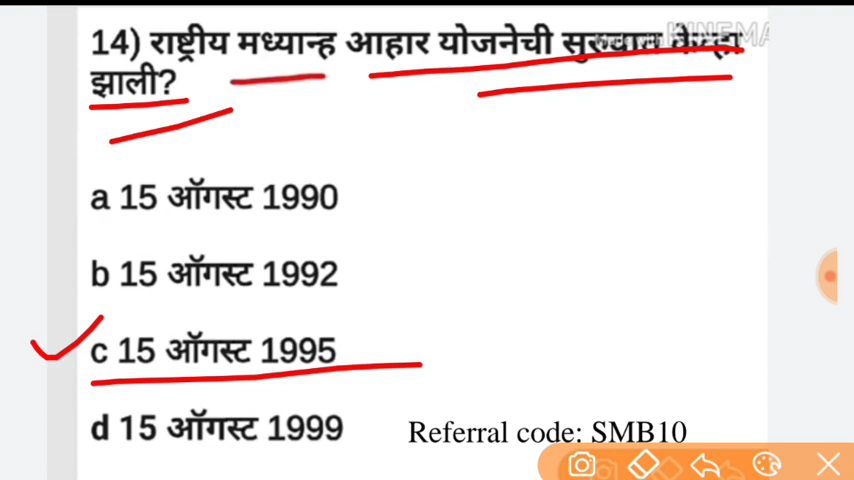 14) राष्ट्रीय मध्यान्ह आहार योजनेची सुरुवात केव्हा
झाली?
a 15 ऑगस्ट 1990
b 15 ऑगस्ट 1992
c 15 ऑगस्ट 1995
d 15 ऑगस्ट 1999
Referral code: SMB10